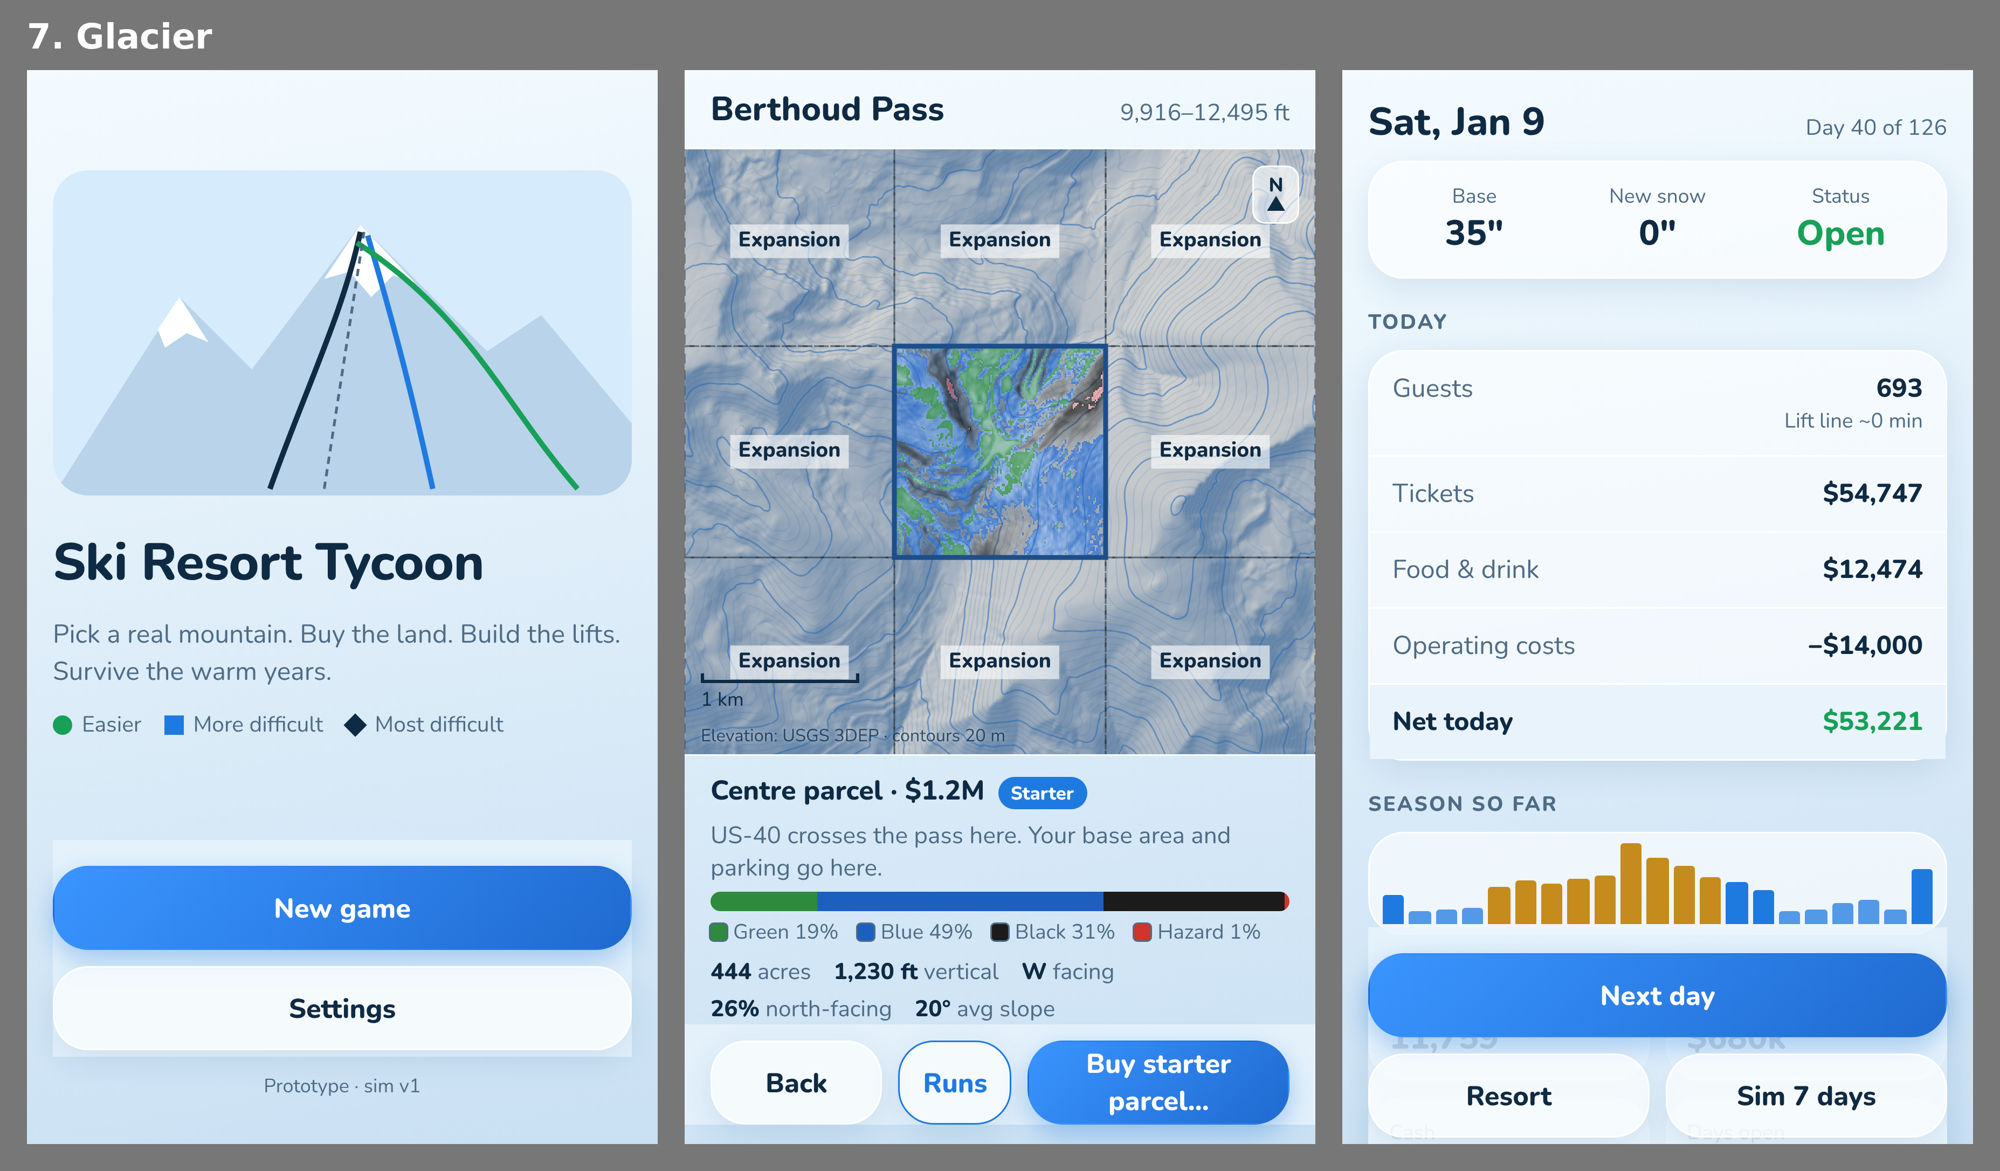 7. Glacier
Ski Resort Tycoon
Pick a real mountain. Buy the land. Build the lifts.
Survive the warm years.
Easier More difficult Most difficult
New game
Settings
Prototype · sim v1
Berthoud Pass 9,916–12,495 ft
N
Expansion Expansion Expansion
Expansion Expansion
Expansion Expansion Expansion
1 km
Elevation: USGS 3DEP · contours 20 m
Centre parcel · $1.2M Starter
US-40 crosses the pass here. Your base area and
parking go here.
Green 19% Blue 49% Black 31% Hazard 1%
444 acres 1,230 ft vertical W facing
26% north-facing 20° avg slope
Back Runs Buy starter
parcel...
Sat, Jan 9 Day 40 of 126
Base New snow Status
35" 0" Open
TODAY
Guests 693
Lift line ~0 min
Tickets $54,747
Food & drink $12,474
Operating costs –$14,000
Net today $53,221
SEASON SO FAR
Next day
11,759 $680k
Resort Sim 7 days
Cash Days open